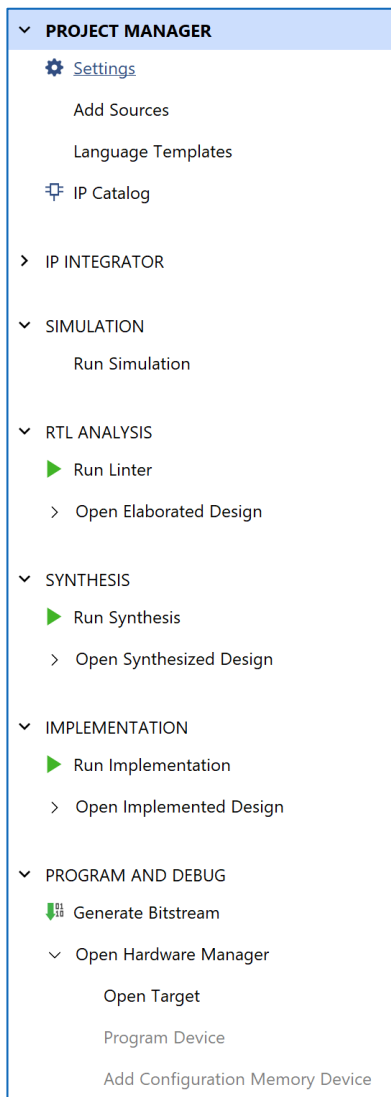 PROJECT MANAGER
Settings
Add Sources
Language Templates
IP Catalog
IP INTEGRATOR
SIMULATION
Run Simulation
RTL ANALYSIS
Run Linter
Open Elaborated Design
SYNTHESIS
Run Synthesis
Open Synthesized Design
IMPLEMENTATION
Run Implementation
Open Implemented Design
PROGRAM AND DEBUG
Generate Bitstream
Open Hardware Manager
Open Target
Program Device
Add Configuration Memory Device